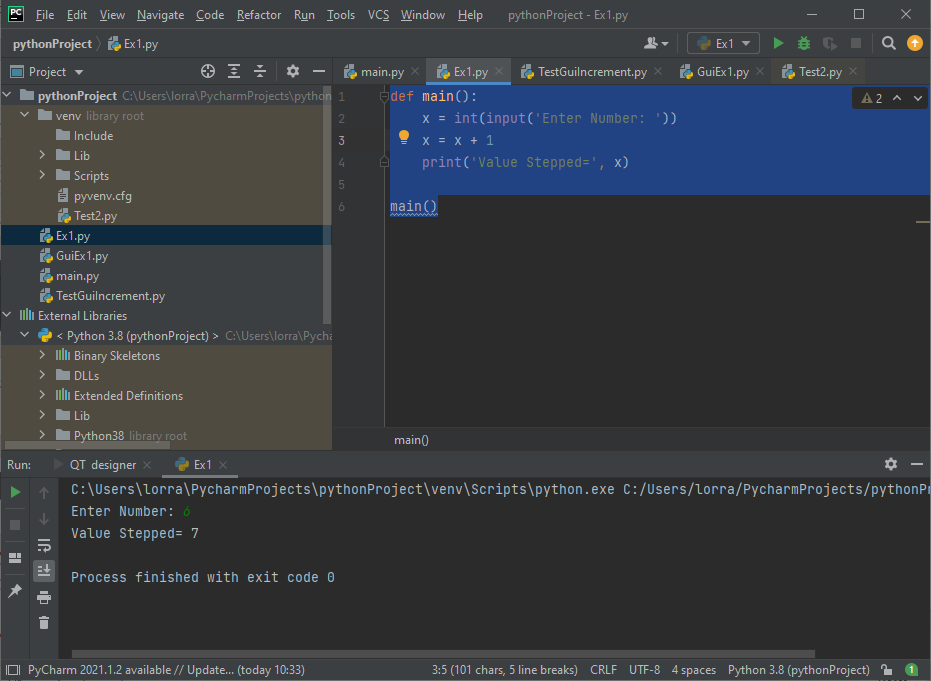 PC File Edit View Navigate Code Refactor Run Tools VCS Window Help pythonProject - Ex1.py
pythonProject Ex1.py Ex1
Project main.py Ex1.py TestGuiIncrement.py GuiEx1.py Test2.py
pythonProject C:\Users\lorra\PycharmProjects\python
venv library root
Include
Lib
Scripts
pyvenv.cfg
Test2.py
Ex1.py
GuiEx1.py
main.py
TestGuiIncrement.py
External Libraries
< Python 3.8 (pythonProject) > C:\Users\lorra\Pycha
Binary Skeletons
DLLs
Extended Definitions
Lib
Python38 library root
1 def main():
2 x = int(input('Enter Number: '))
3 x = x + 1
4 print('Value Stepped=', x)
5
6 main()
2
main()
Run: QT designer Ex1
C:\Users\lorra\PycharmProjects\pythonProject\venv\Scripts\python.exe C:/Users/lorra/PycharmProjects/pythonPr
Enter Number: 6
Value Stepped= 7
Process finished with exit code 0
PyCharm 2021.1.2 available // Update... (today 10:33) 3:5 (101 chars, 5 line breaks) CRLF UTF-8 4 spaces Python 3.8 (pythonProject) 1